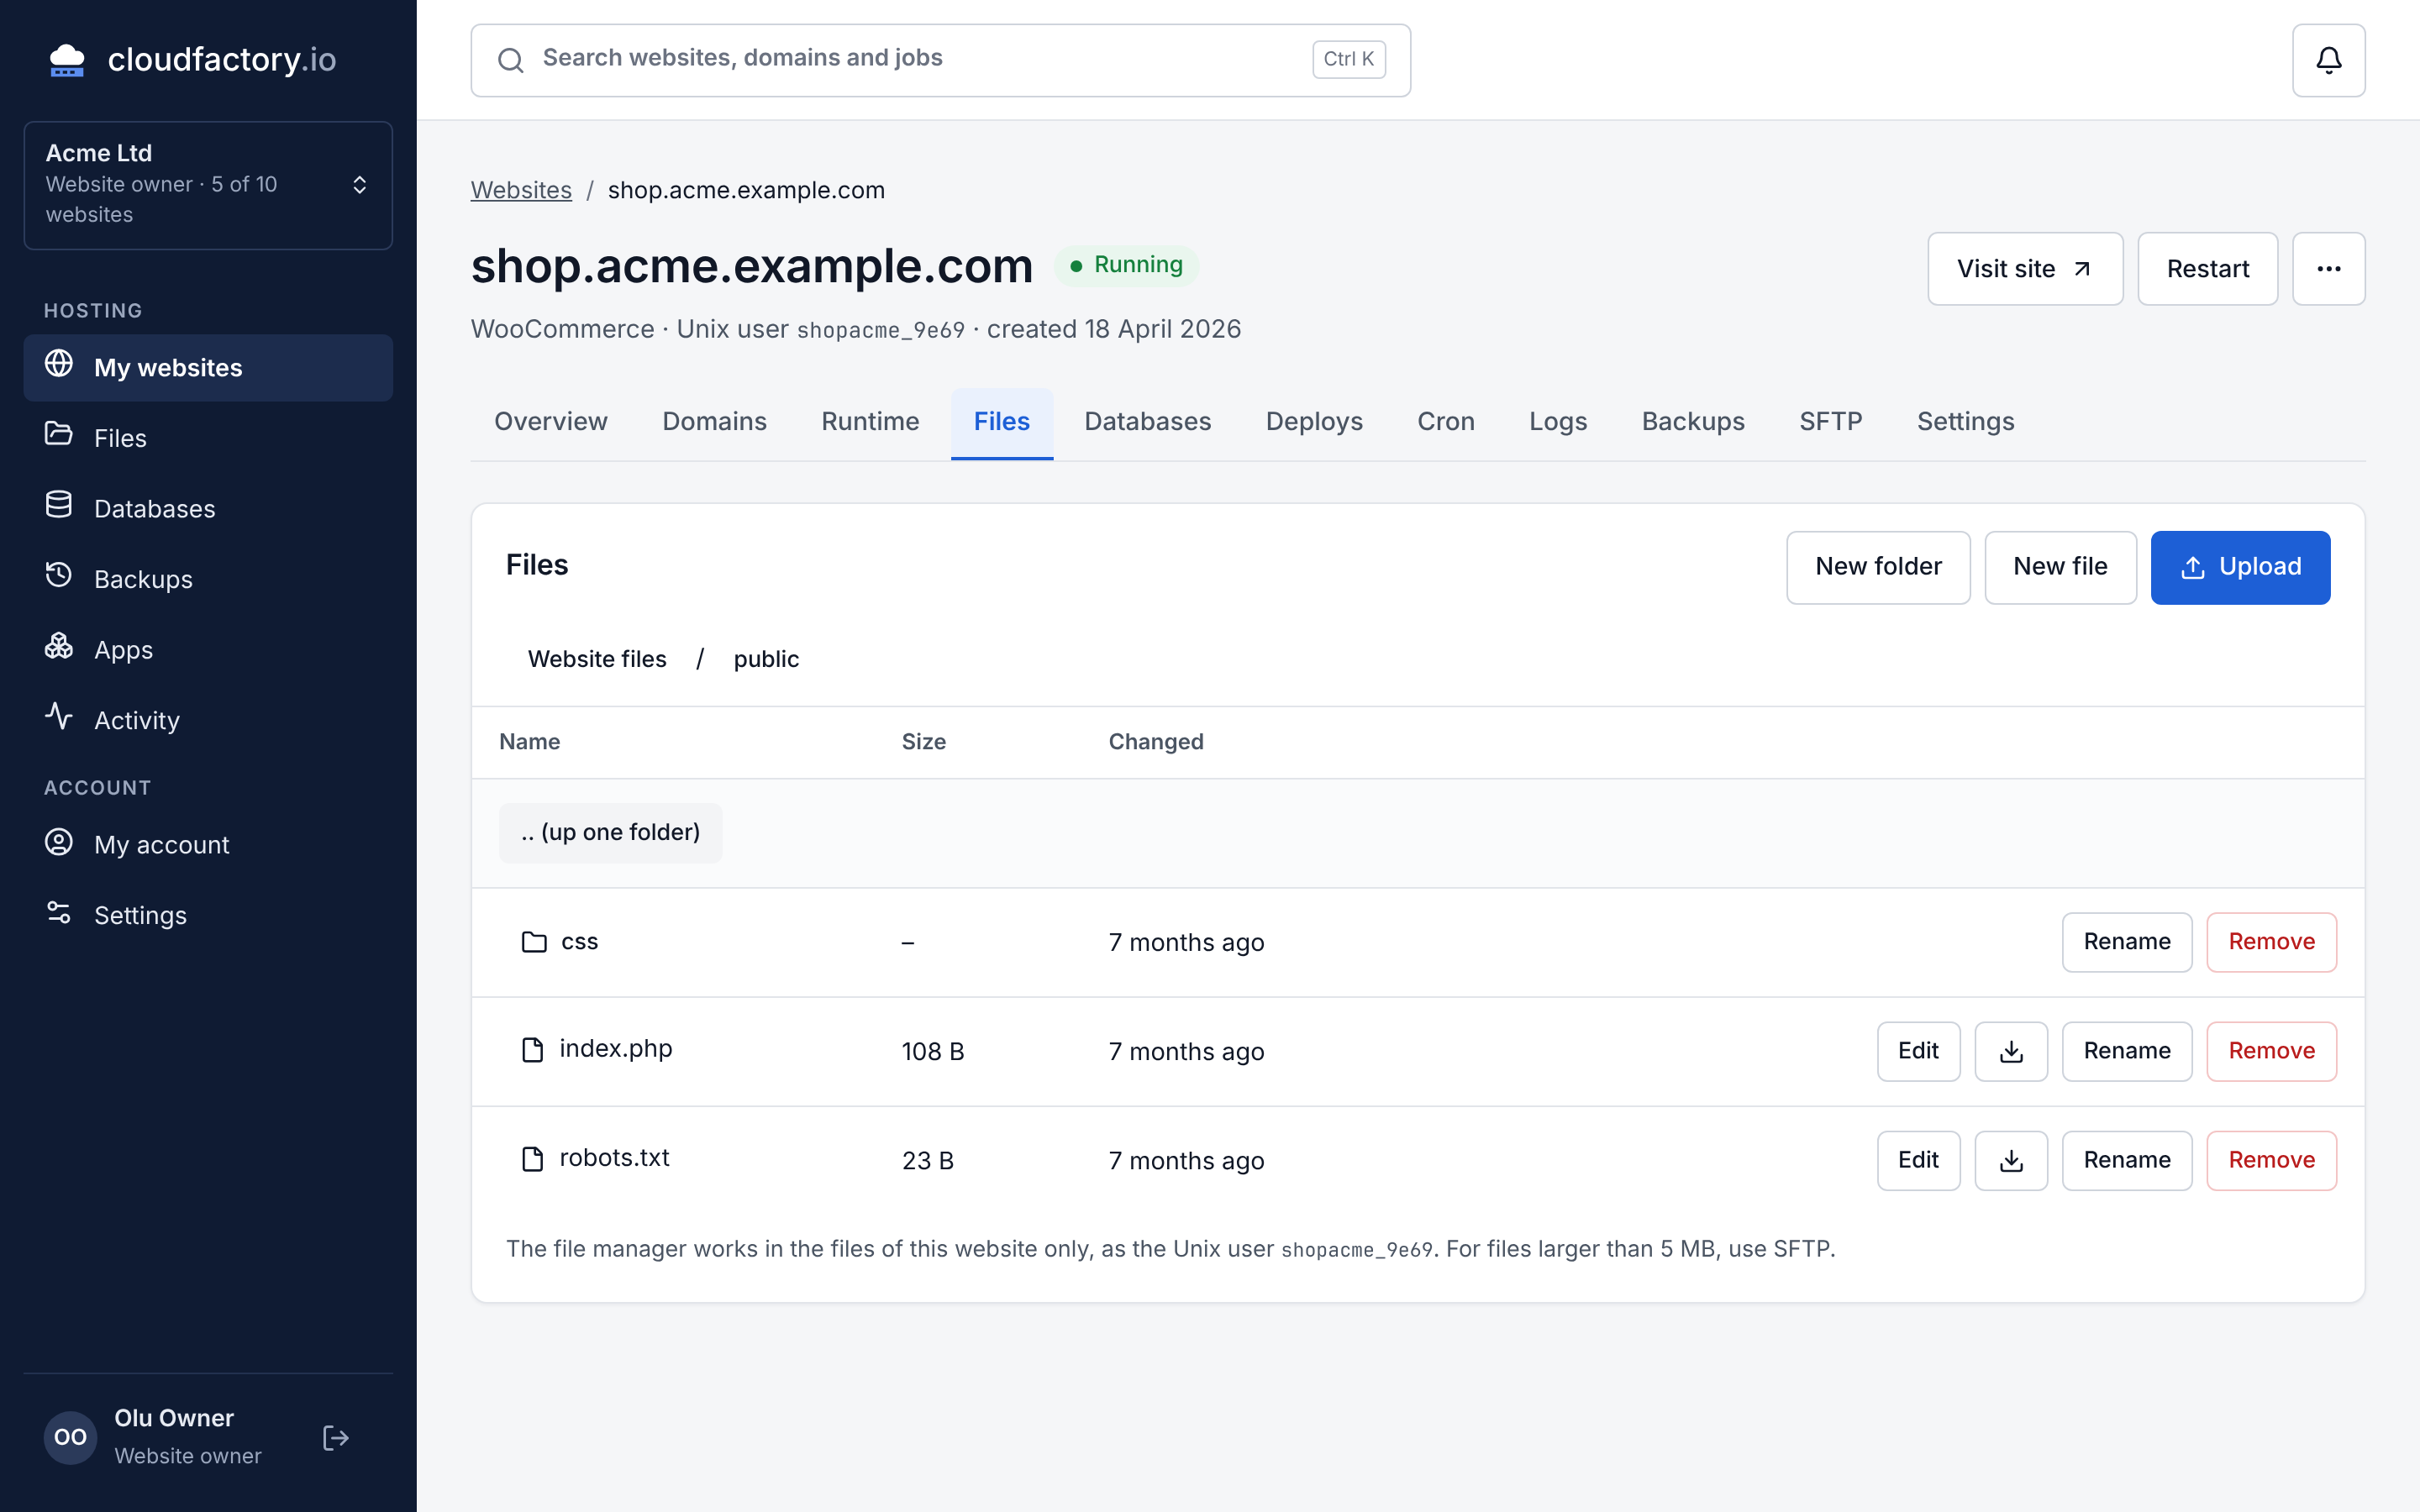 cloudfactory.io
Acme Ltd
Website owner · 5 of 10
websites
HOSTING
My websites
Files
Databases
Backups
Apps
Activity
ACCOUNT
My account
Settings
OO
Olu Owner
Website owner
Search websites, domains and jobs
Ctrl K
Websites / shop.acme.example.com
shop.acme.example.com
Running
Visit site
Restart
WooCommerce · Unix user shopacme_9e69 · created 18 April 2026
Overview Domains Runtime Files Databases Deploys Cron Logs Backups SFTP Settings
Files
New folder
New file
Upload
Website files / public
Name Size Changed
.. (up one folder)
css – 7 months ago Rename Remove
index.php 108 B 7 months ago Edit Rename Remove
robots.txt 23 B 7 months ago Edit Rename Remove
The file manager works in the files of this website only, as the Unix user shopacme_9e69. For files larger than 5 MB, use SFTP.